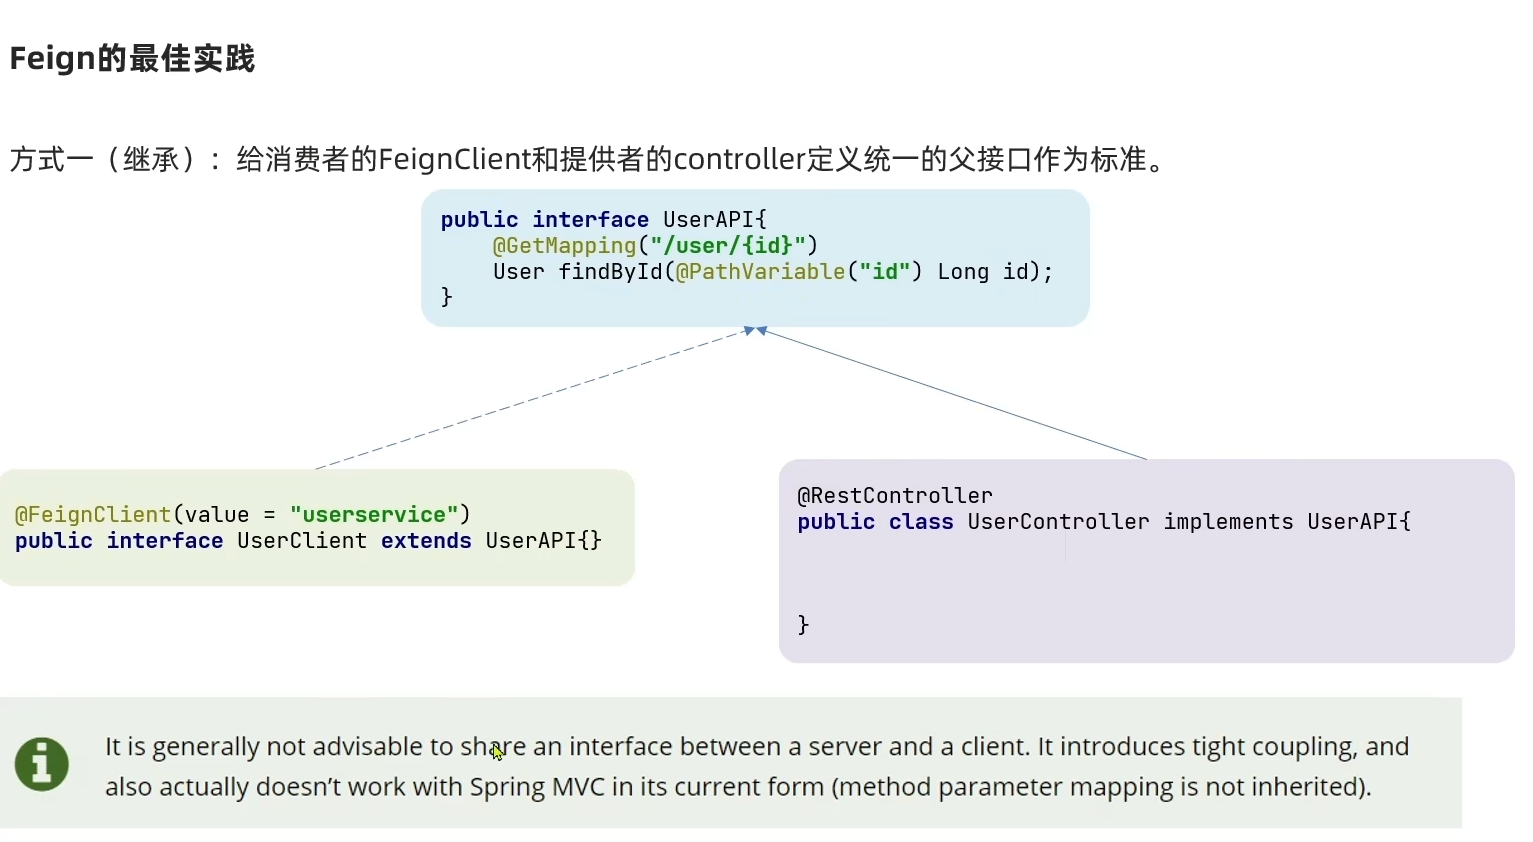 Feign的最佳实践
方式一（继承）：给消费者的FeignClient和提供者的controller定义统一的父接口作为标准。
public interface UserAPI{
    @GetMapping("/user/{id}")
    User findById(@PathVariable("id") Long id);
}
@FeignClient(value = "userservice")
public interface UserClient extends UserAPI{}
@RestController
public class UserController implements UserAPI{
}
It is generally not advisable to share an interface between a server and a client. It introduces tight coupling, and
also actually doesn’t work with Spring MVC in its current form (method parameter mapping is not inherited).